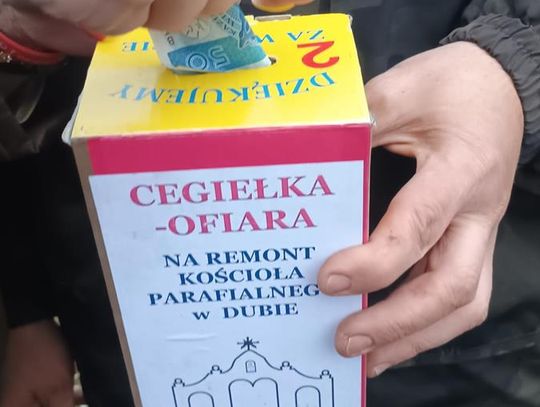 2
ZA W
DZIĘKUJEMY
50
CEGIEŁKA
-OFIARA
NA REMONT
KOŚCIOŁA
PARAFIALNEG
w DUBIE